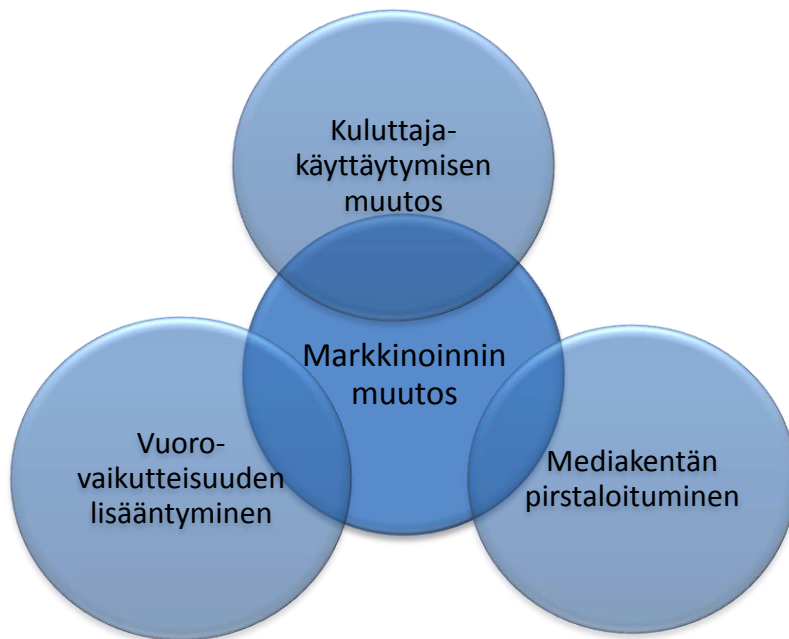 Kuluttaja-
käyttäytymisen
muutos
Markkinoinnin
muutos
Vuoro-
vaikutteisuuden
lisääntyminen
Mediakentän
pirstaloituminen